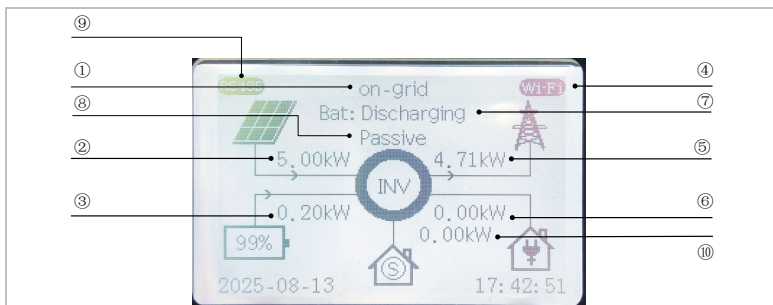 ⑨
① RS485 on-grid Wi-Fi ④
⑧ Bat: Discharging ⑦
Passive
② 5.00kW 4.71kW ⑤
INV
③ 0.20kW 0.00kW ⑥
99% 0.00kW ⑩
S
2025-08-13 17:42:51